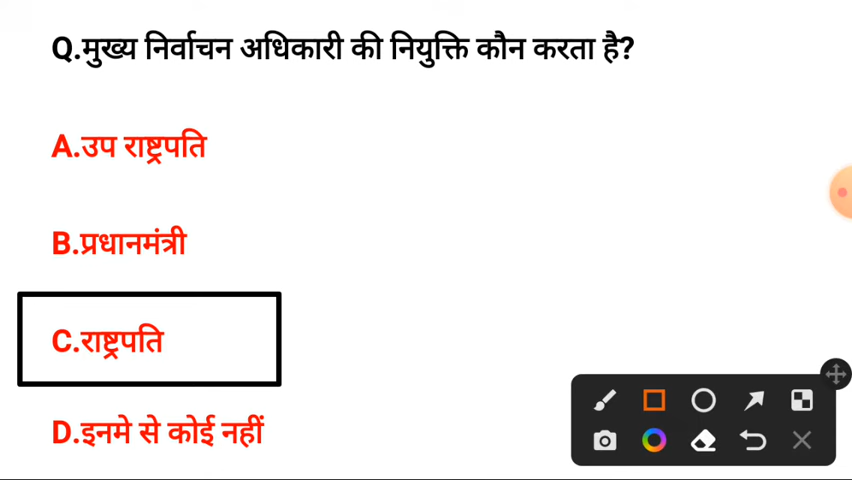 Q.मुख्य निर्वाचन अधिकारी की नियुक्ति कौन करता है?
A.उप राष्ट्रपति
B.प्रधानमंत्री
C.राष्ट्रपति
D.इनमे से कोई नहीं